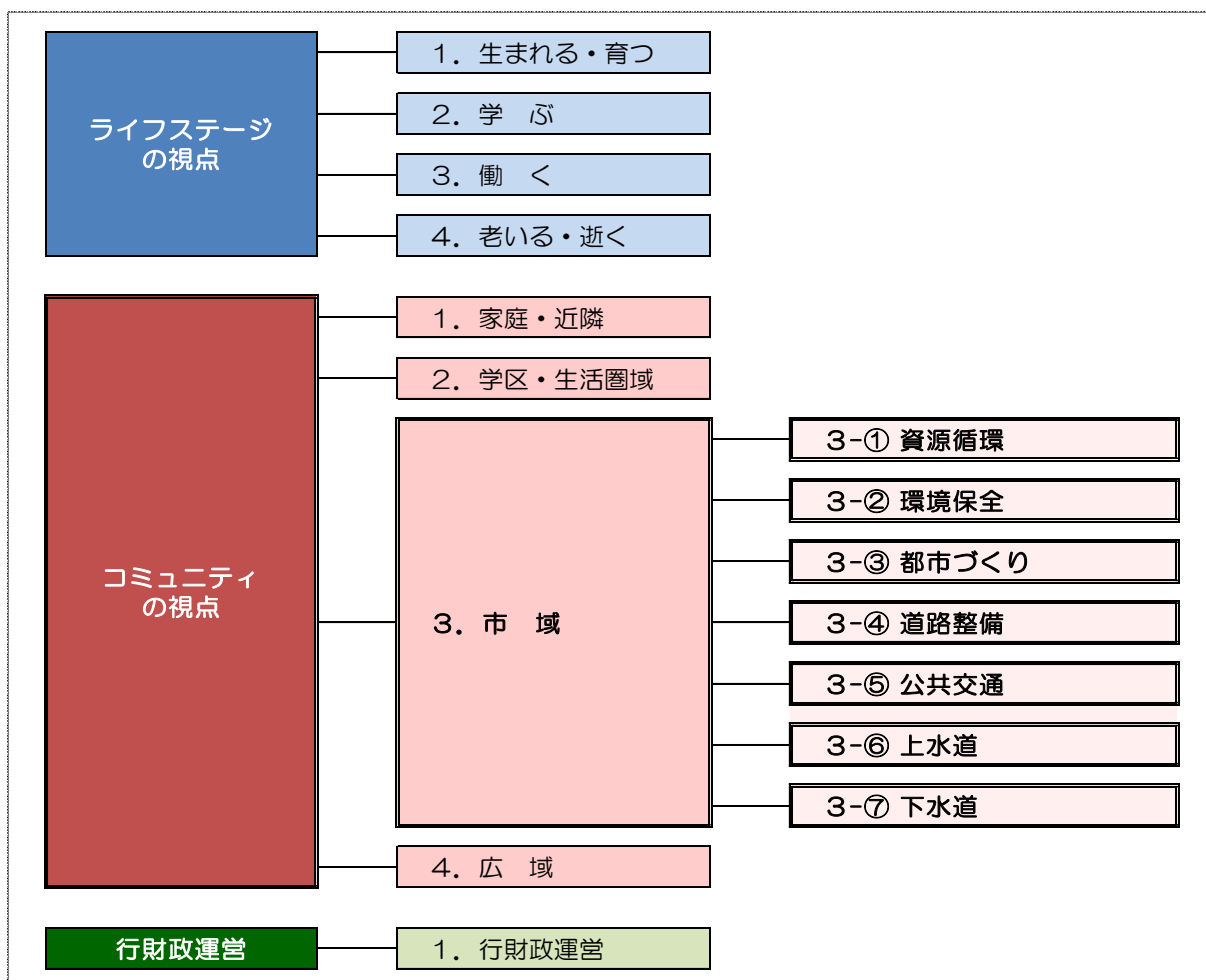 ライフステージ
の視点
１．生まれる・育つ
２．学　ぶ
３．働　く
４．老いる・逝く
コミュニティ
の視点
１．家庭・近隣
２．学区・生活圏域
３．市　域
３-① 資源循環
３-② 環境保全
３-③ 都市づくり
３-④ 道路整備
３-⑤ 公共交通
３-⑥ 上水道
３-⑦ 下水道
４．広　域
行財政運営
１．行財政運営